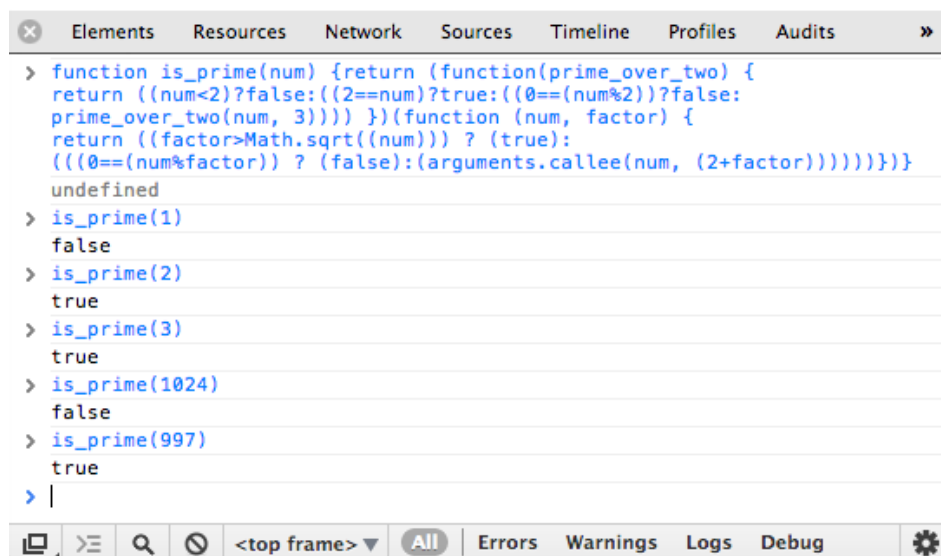 Elements Resources Network Sources Timeline Profiles Audits »
> function is_prime(num) {return (function(prime_over_two) {
return ((num<2)?false:((2==num)?true:((0==(num%2))?false:
prime_over_two(num, 3)))) })(function (num, factor) {
return ((factor>Math.sqrt((num))) ? (true):
(((0==(num%factor)) ? (false):(arguments.callee(num, (2+factor))))))})}
undefined
> is_prime(1)
false
> is_prime(2)
true
> is_prime(3)
true
> is_prime(1024)
false
> is_prime(997)
true
>
<top frame> ▼ All Errors Warnings Logs Debug